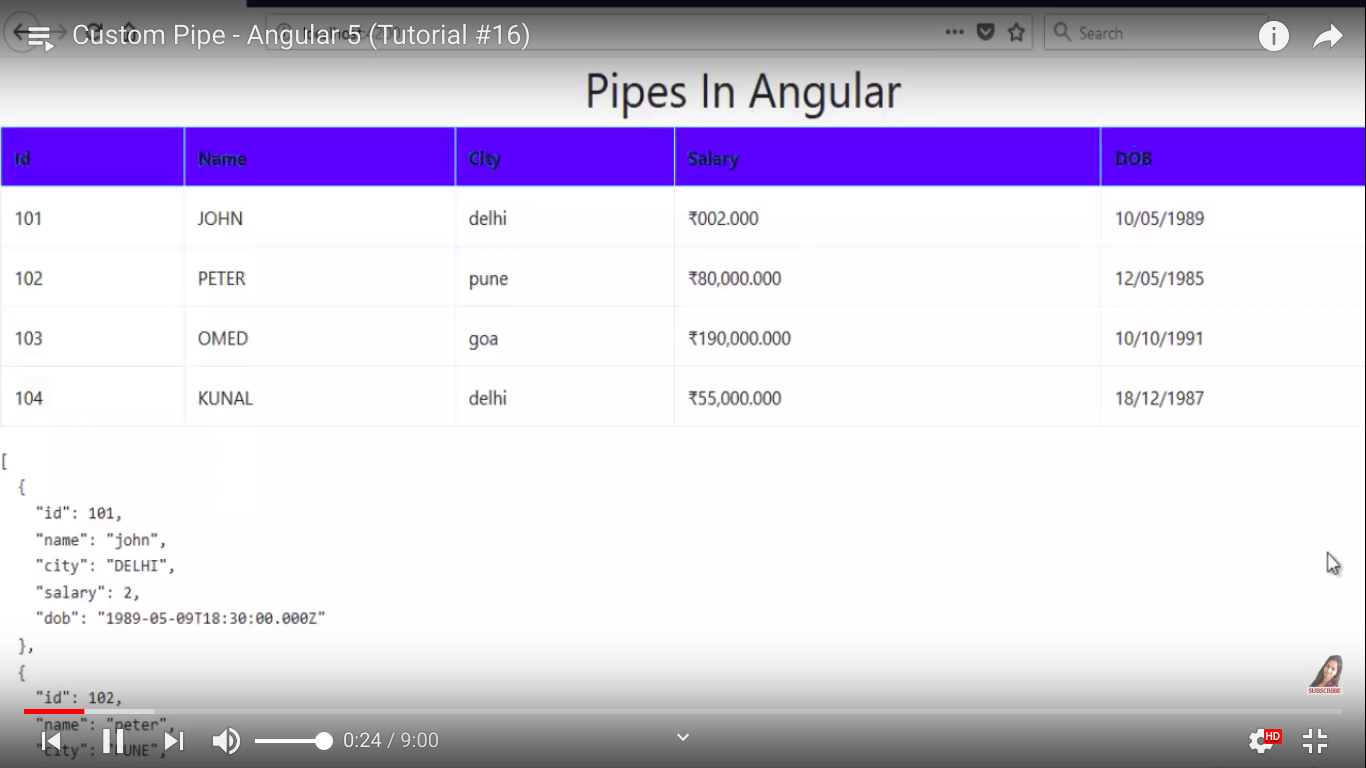 Custom Pipe - Angular 5 (Tutorial #16)
Search
Pipes In Angular
Id Name City Salary DOB
101 JOHN delhi ₹002.000 10/05/1989
102 PETER pune ₹80,000.000 12/05/1985
103 OMED goa ₹190,000.000 10/10/1991
104 KUNAL delhi ₹55,000.000 18/12/1987
[
{
"id": 101,
"name": "john",
"city": "DELHI",
"salary": 2,
"dob": "1989-05-09T18:30:00.000Z"
},
{
"id": 102,
"name": "peter",
"city": "PUNE",
SUBSCRIBE
0:24 / 9:00
HD